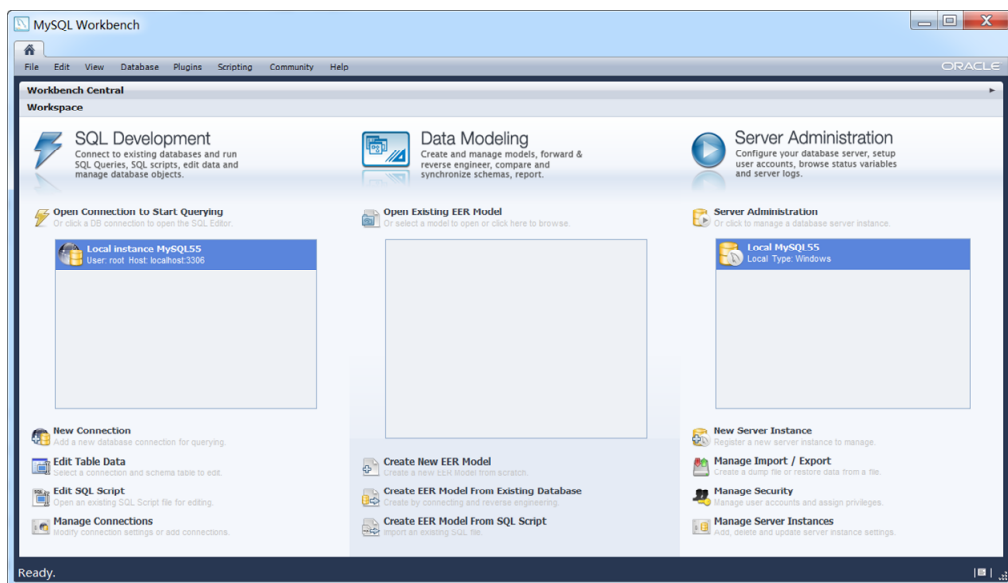 MySQL Workbench
File Edit View Database Plugins Scripting Community Help
ORACLE
Workbench Central
Workspace
SQL Development
Connect to existing databases and run
SQL Queries, SQL scripts, edit data and
manage database objects.
Open Connection to Start Querying
Or click a DB connection to open the SQL Editor.
Local instance MySQL55
User: root Host: localhost:3306
New Connection
Add a new database connection for querying.
Edit Table Data
Select a connection and schema table to edit.
Edit SQL Script
Open an existing SQL Script file for editing.
Manage Connections
Modify connection settings or add connections.
Data Modeling
Create and manage models, forward &
reverse engineer, compare and
synchronize schemas, report.
Open Existing EER Model
Or select a model to open or click here to browse.
Create New EER Model
Create a new EER Model from scratch.
Create EER Model From Existing Database
Create by connecting and reverse engineering.
Create EER Model From SQL Script
Import an existing SQL file.
Server Administration
Configure your database server, setup
user accounts, browse status variables
and server logs.
Server Administration
Or click to manage a database server instance.
Local MySQL55
Local Type: Windows
New Server Instance
Register a new server instance to manage.
Manage Import / Export
Create a dump file or restore data from a file.
Manage Security
Manage user accounts and assign privileges.
Manage Server Instances
Add, delete and update server instance settings.
Ready.